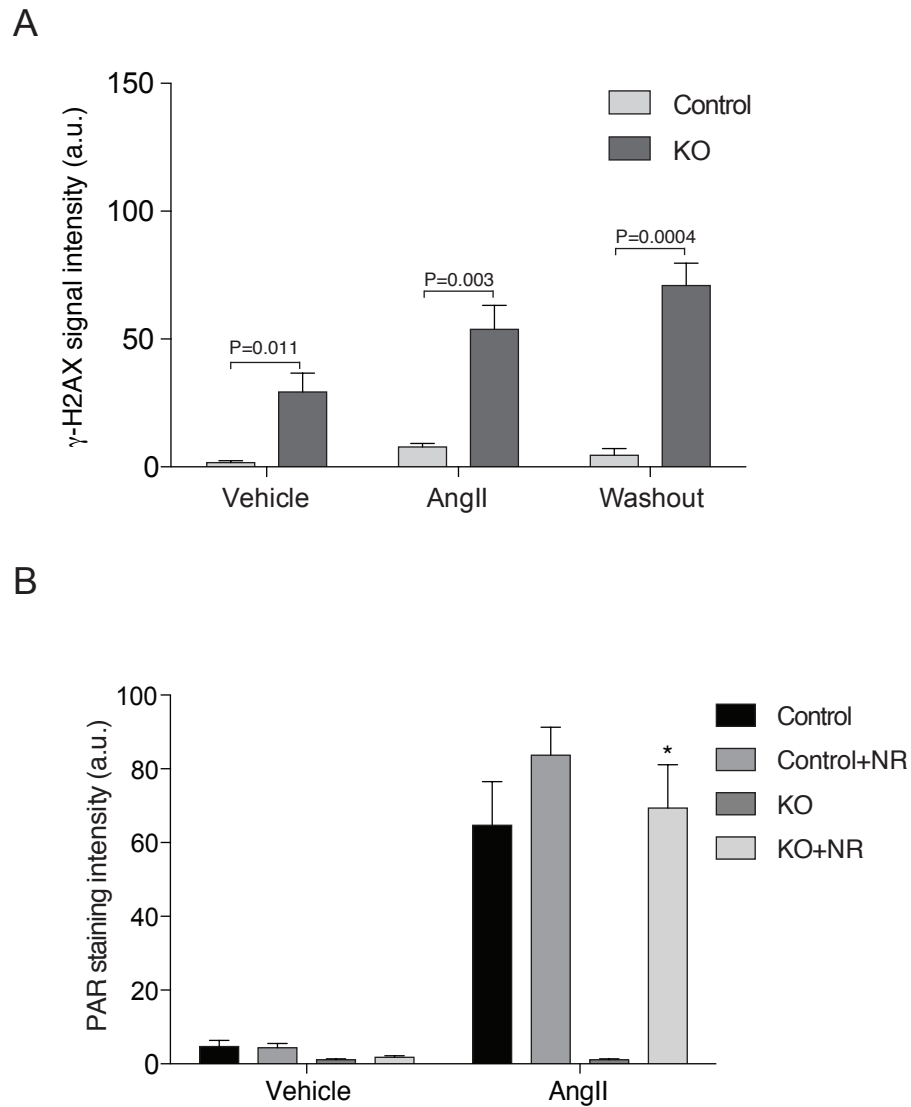 A
γ-H2AX signal intensity (a.u.)
150
100
50
0
Control
KO
P=0.011
P=0.003
P=0.0004
Vehicle
AngII
Washout
B
PAR staining intensity (a.u.)
100
80
60
40
20
0
*
Control
Control+NR
KO
KO+NR
Vehicle
AngII